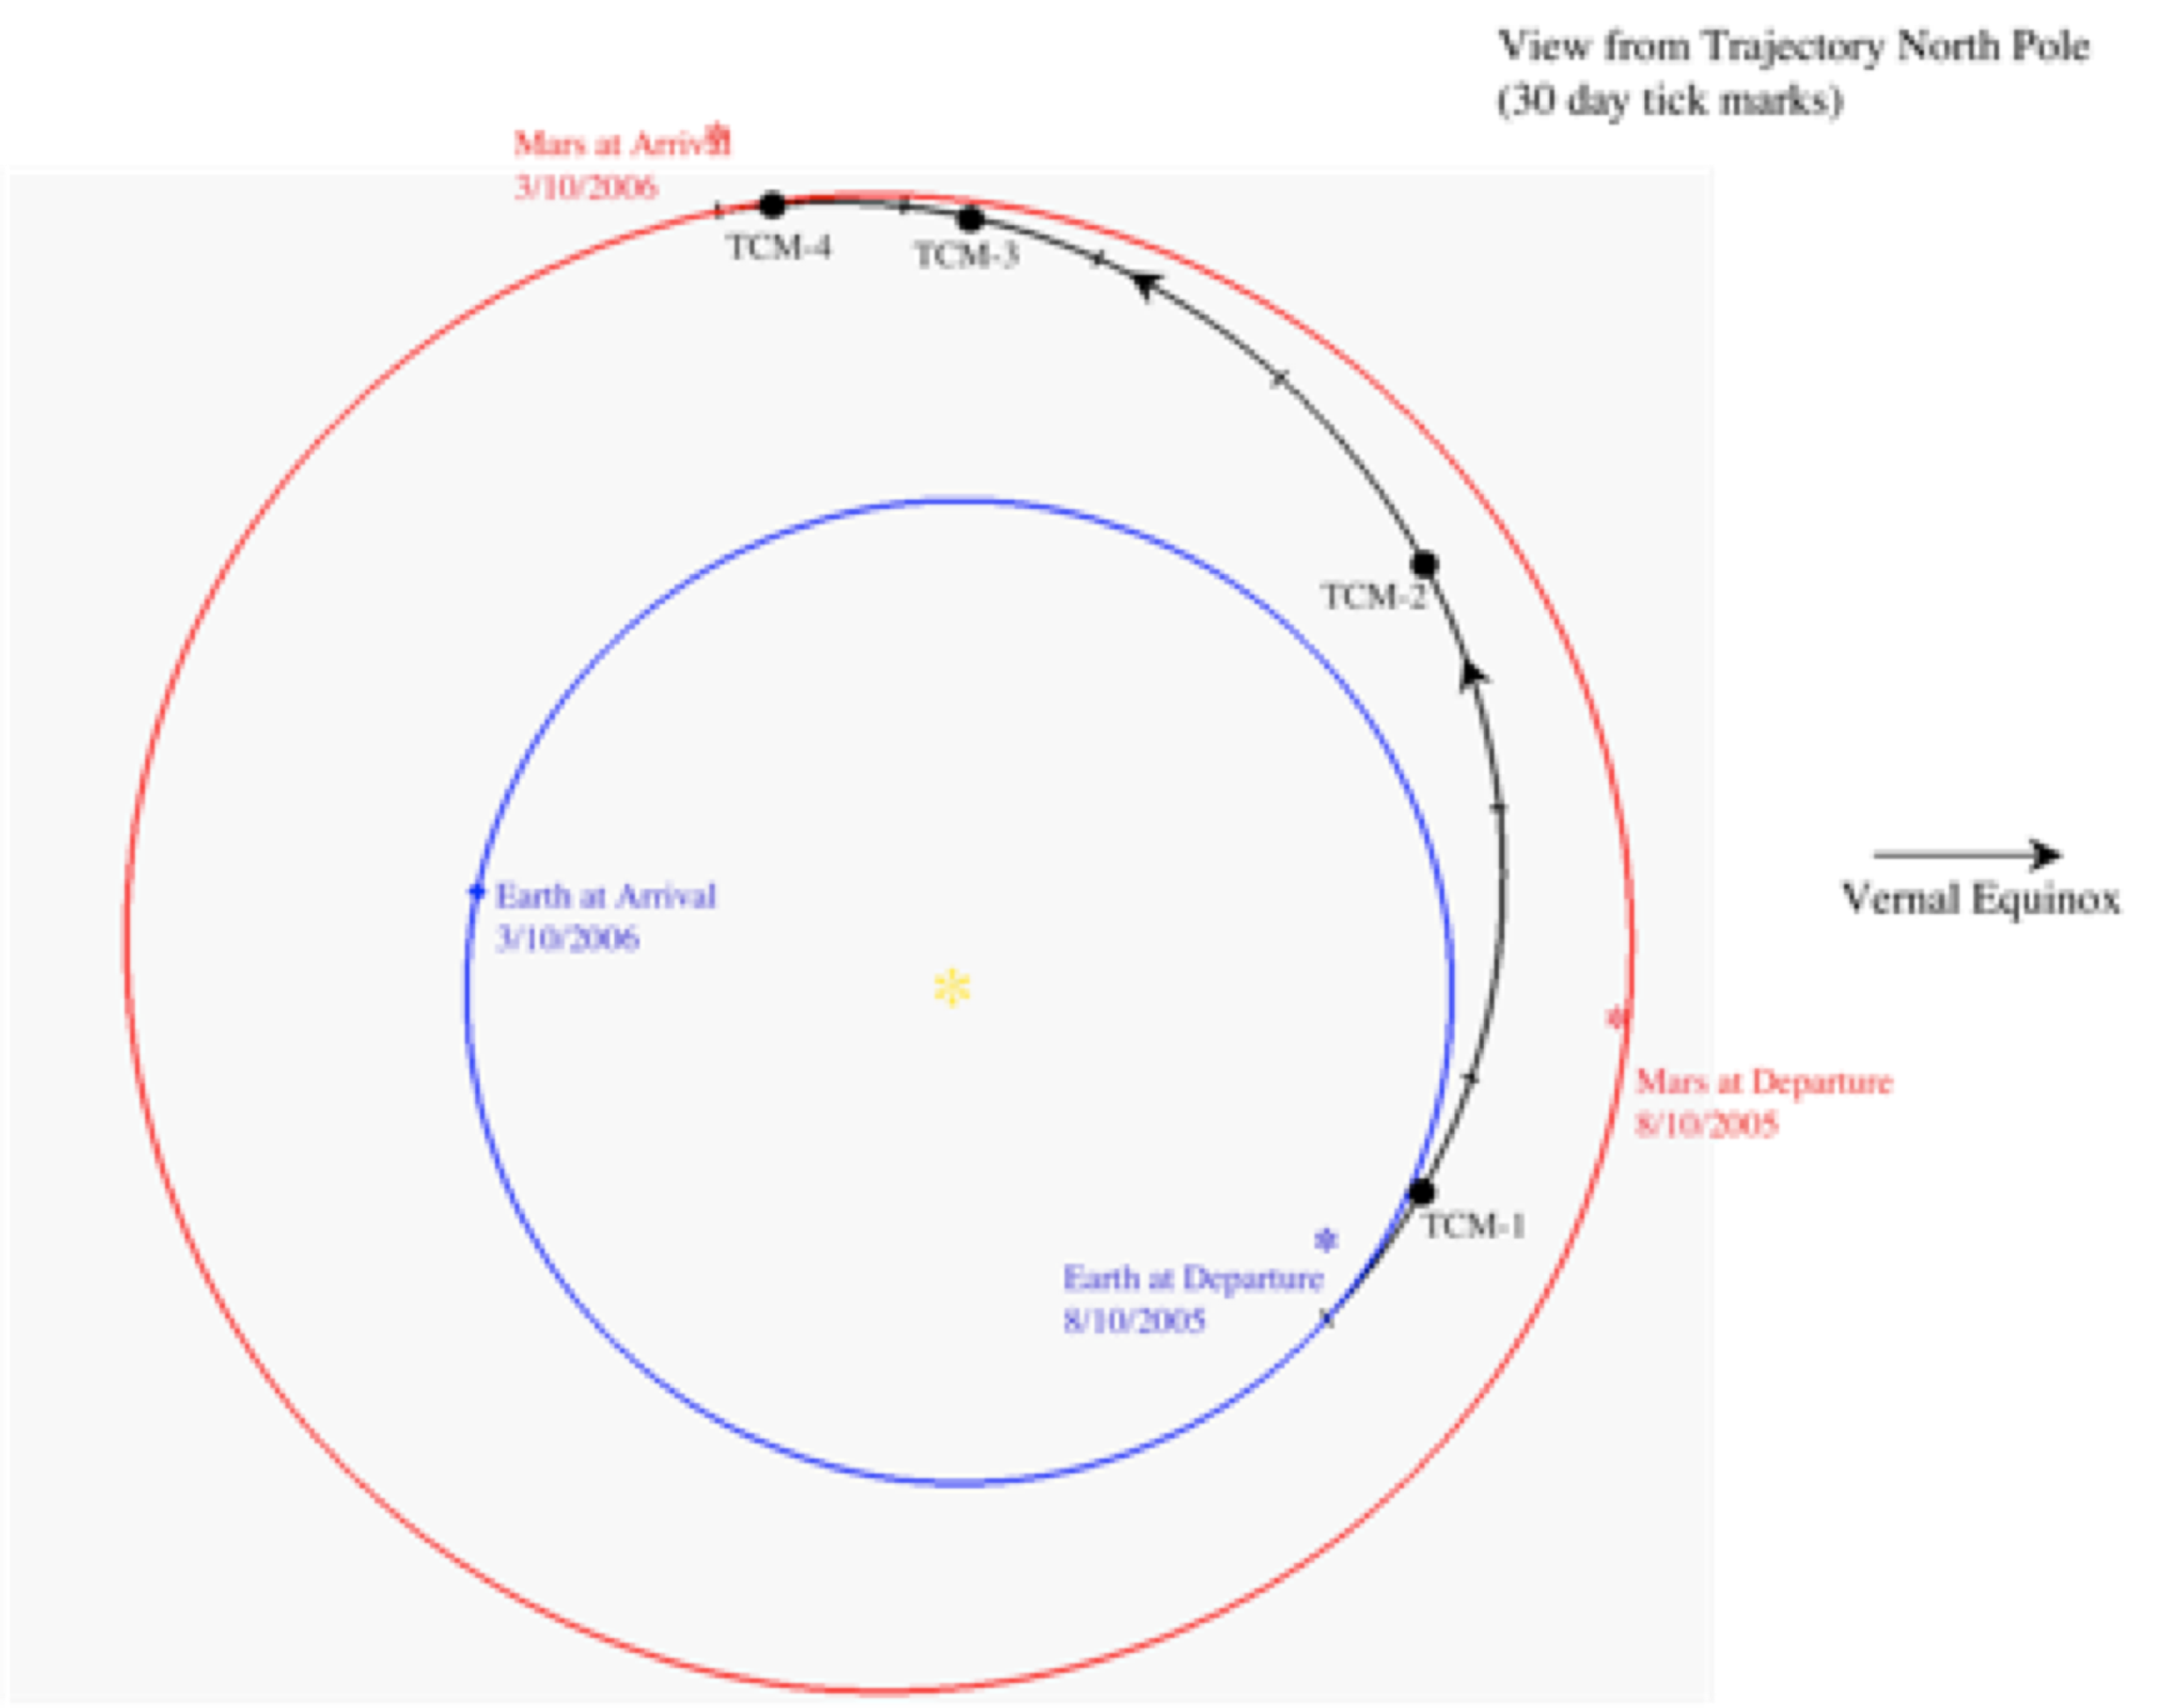 View from Trajectory North Pole
(30 day tick marks)
Mars at Arrival
3/10/2006
TCM-4
TCM-3
TCM-2
Vernal Equinox
Earth at Arrival
3/10/2006
Mars at Departure
8/10/2005
TCM-1
Earth at Departure
8/10/2005